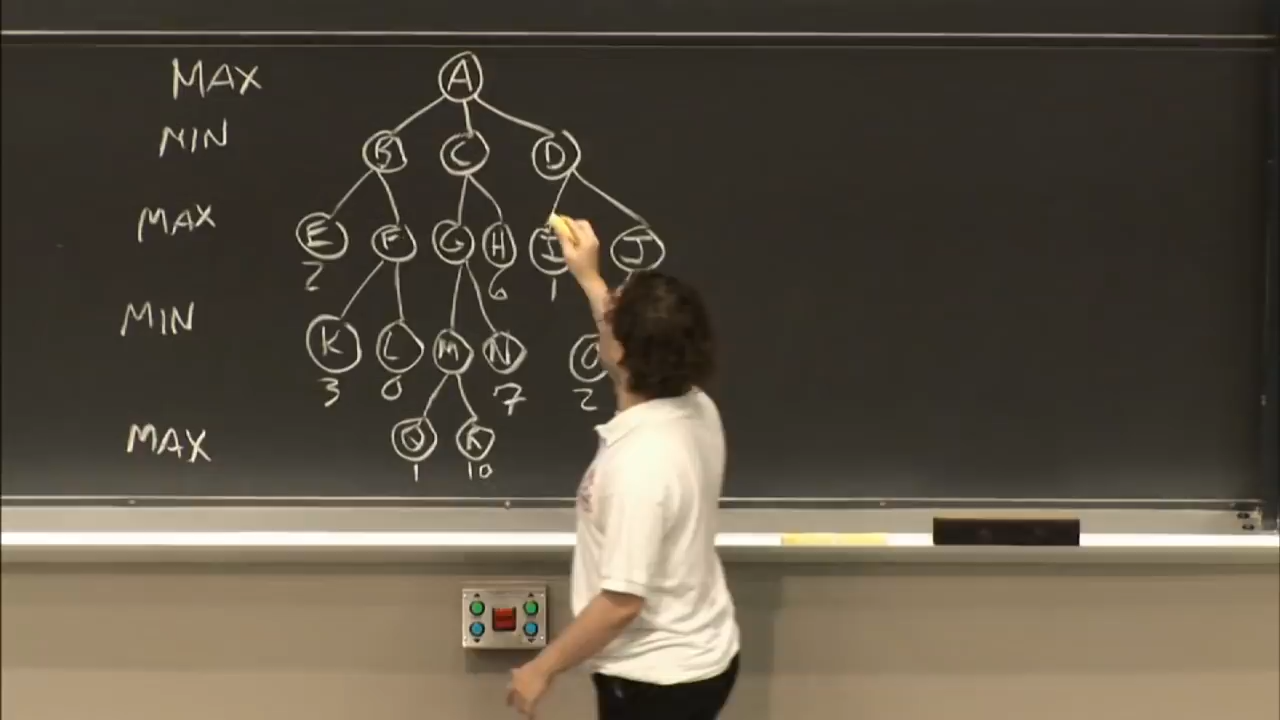 MAX A
MIN B C D
MAX E F G H I J
2 6 1
MIN K L M N O
3 0 7 2
MAX Q R
1 10